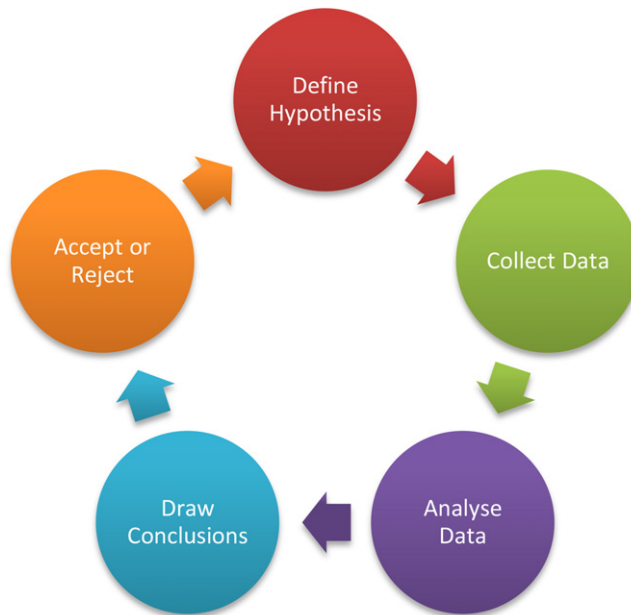 Define
Hypothesis
Collect Data
Analyse
Data
Draw
Conclusions
Accept or
Reject